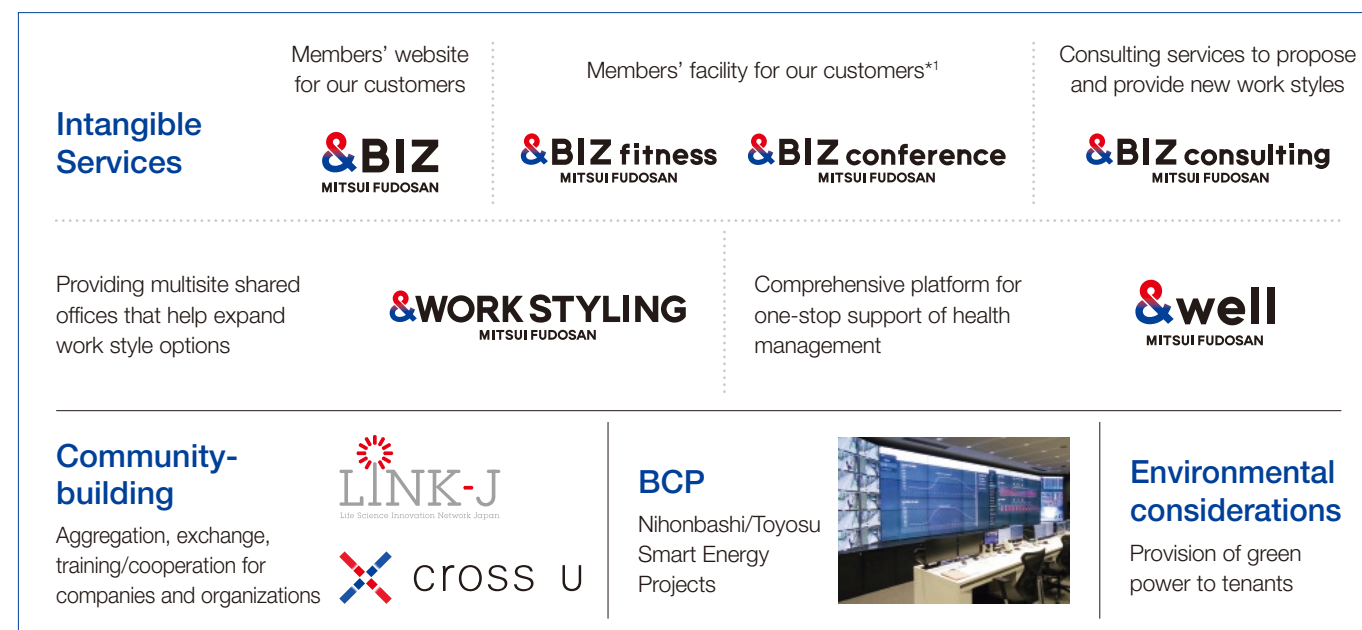 Intangible
Services
Members’ website
for our customers
&BIZ
MITSUI FUDOSAN
Members’ facility for our customers*1
&BIZ fitness
MITSUI FUDOSAN
&BIZ conference
MITSUI FUDOSAN
Consulting services to propose
and provide new work styles
&BIZ consulting
MITSUI FUDOSAN
Providing multisite shared
offices that help expand
work style options
&WORK STYLING
MITSUI FUDOSAN
Comprehensive platform for
one-stop support of health
management
&well
MITSUI FUDOSAN
Community-
building
Aggregation, exchange,
training/cooperation for
companies and organizations
LINK-J
Life Science Innovation Network Japan
cross U
BCP
Nihonbashi/Toyosu
Smart Energy
Projects
Environmental
considerations
Provision of green
power to tenants